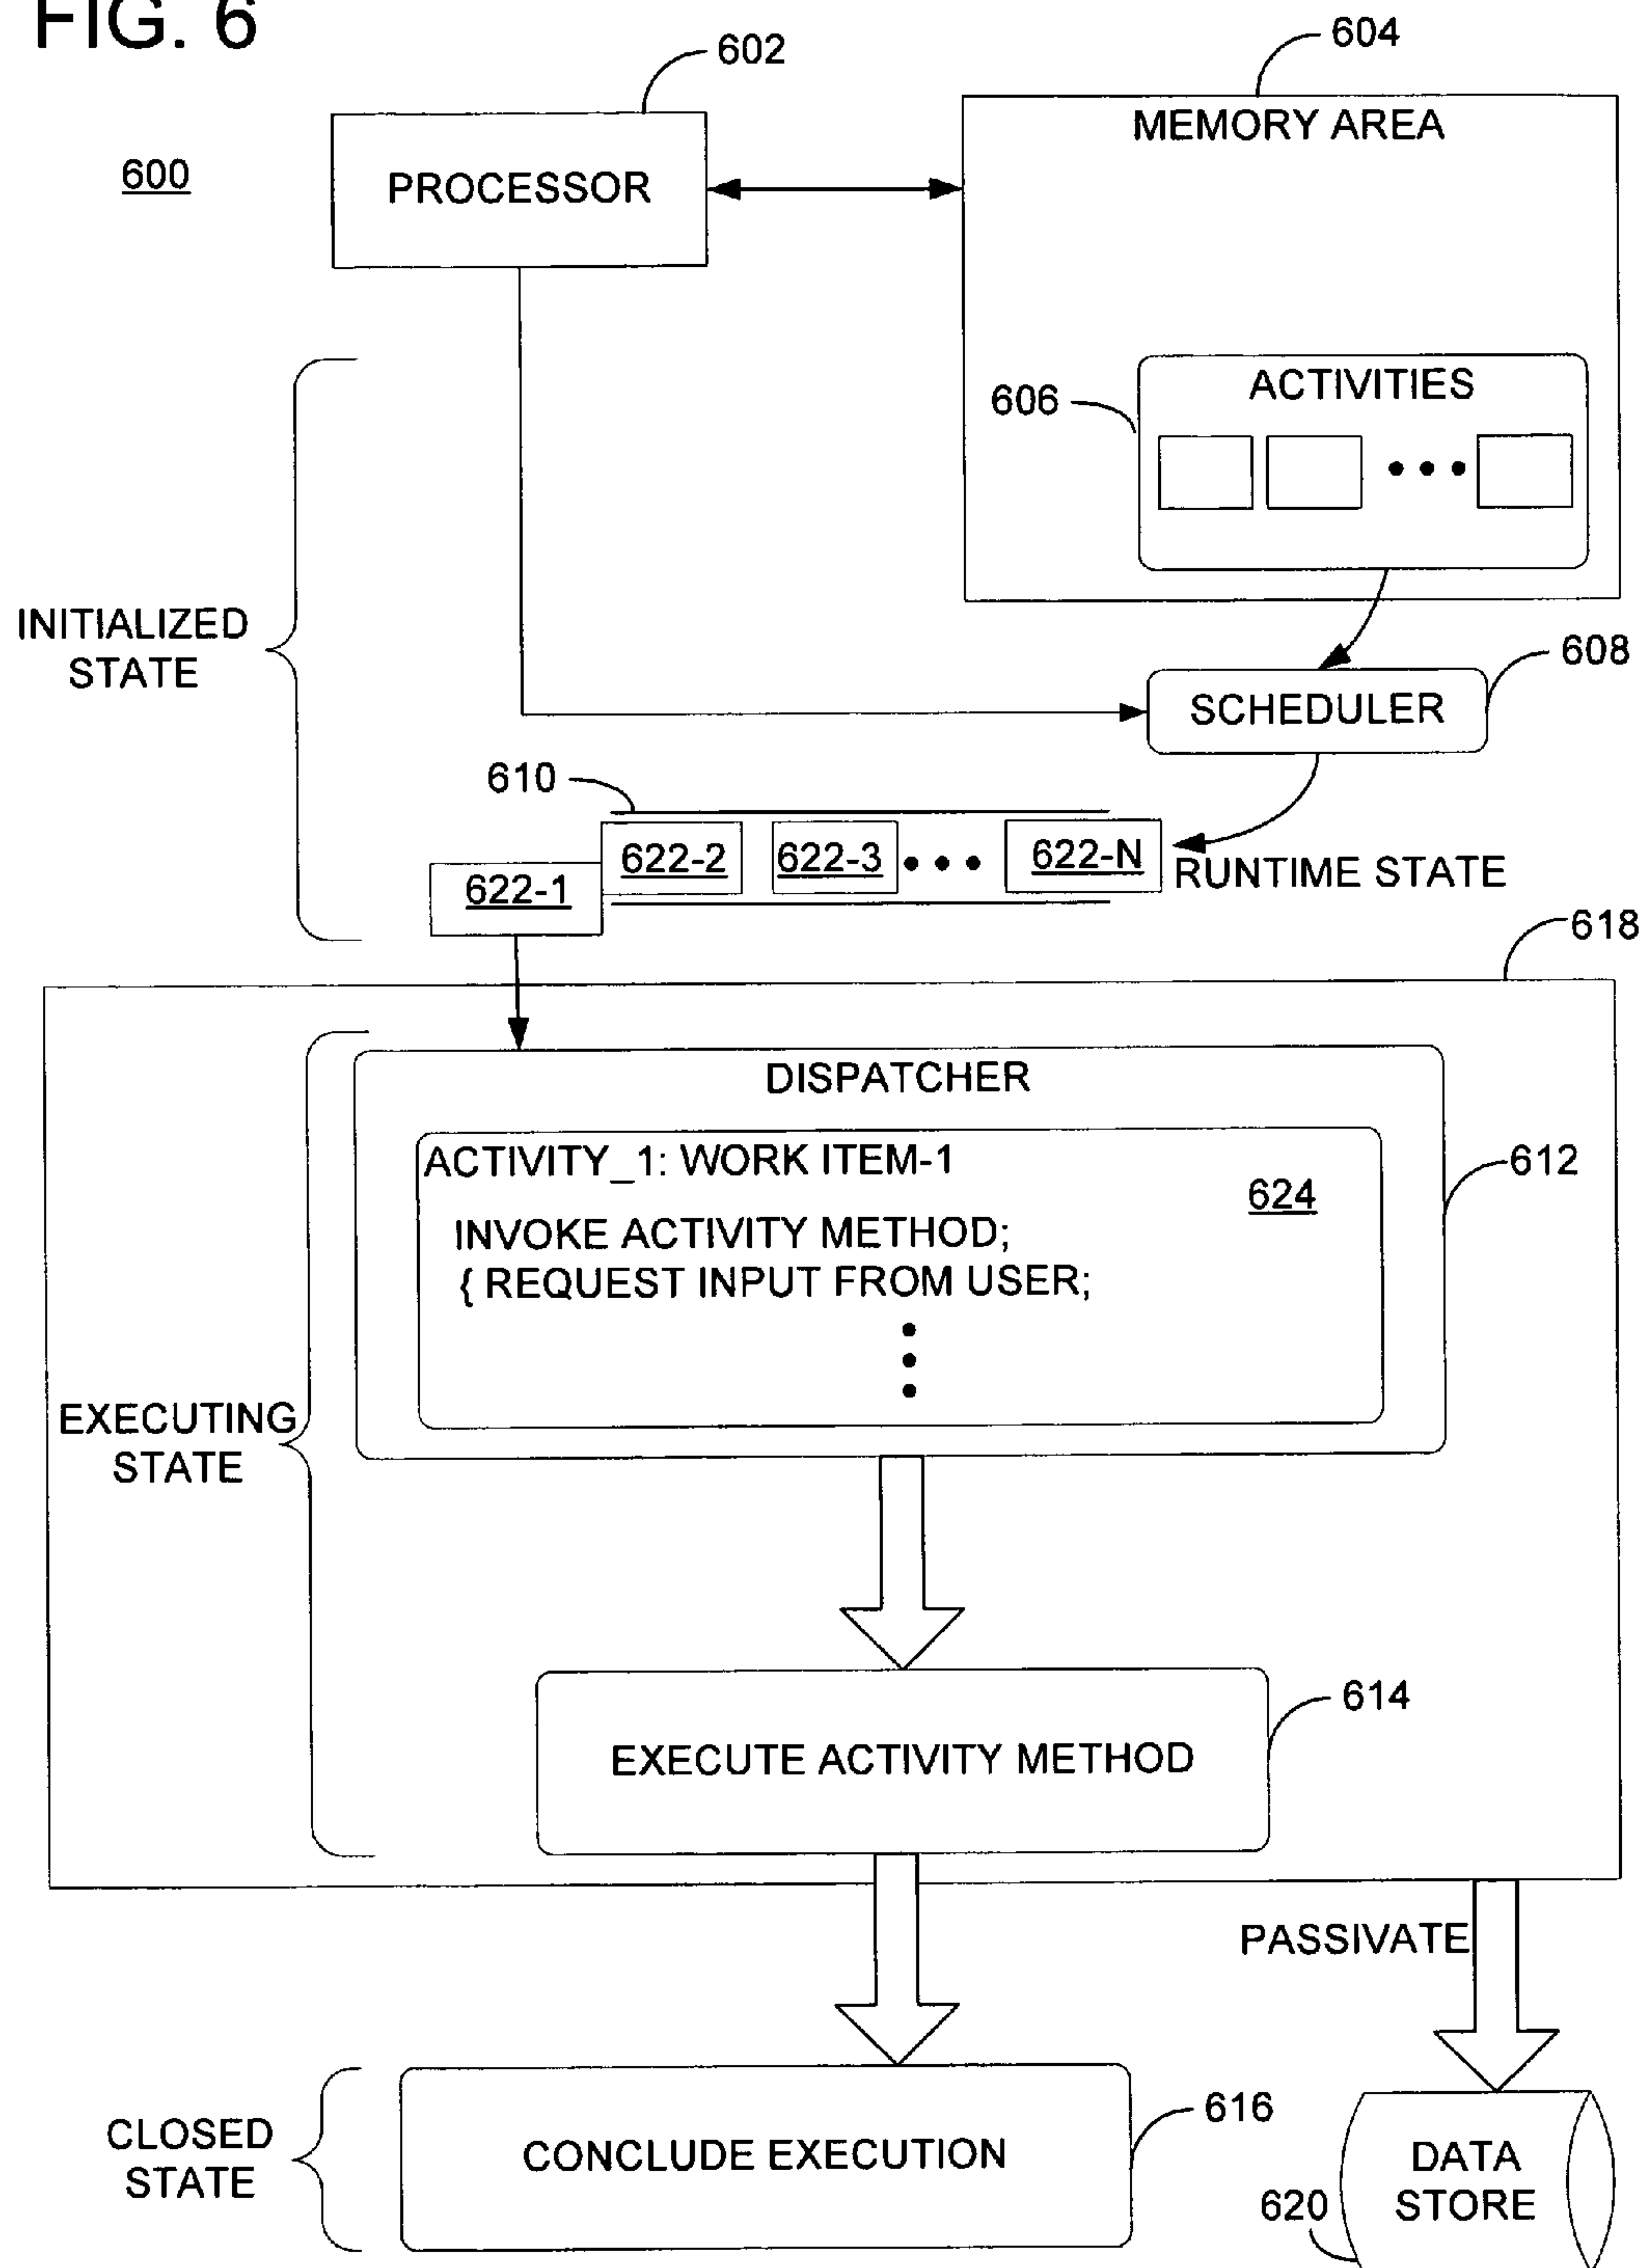 FIG. 6
602
604
600
PROCESSOR
MEMORY AREA
606
ACTIVITIES
INITIALIZED
STATE
608
SCHEDULER
610
622-1
622-2
622-3
622-N
RUNTIME STATE
618
DISPATCHER
612
ACTIVITY_1: WORK ITEM-1
624
INVOKE ACTIVITY METHOD;
{ REQUEST INPUT FROM USER;
EXECUTING
STATE
614
EXECUTE ACTIVITY METHOD
PASSIVATE
CLOSED
STATE
616
CONCLUDE EXECUTION
620
DATA
STORE